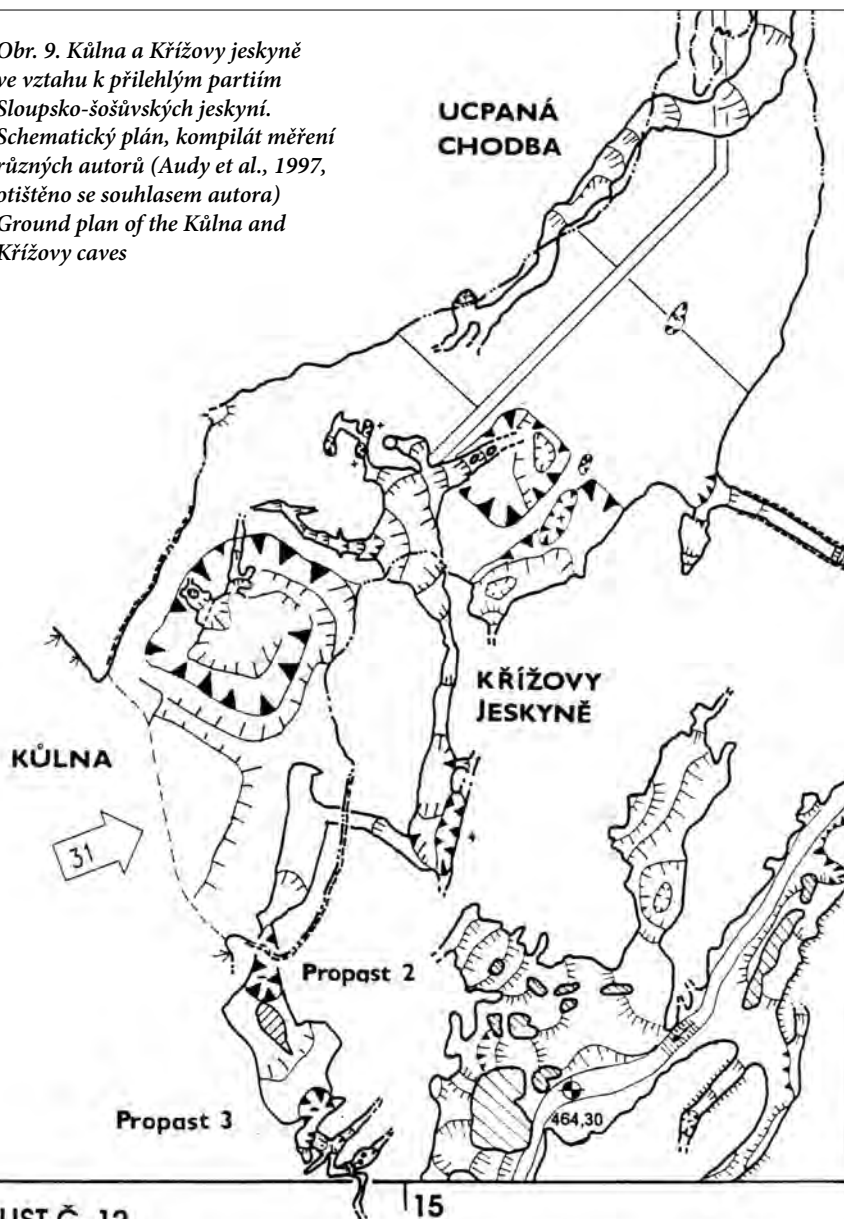 Obr. 9. Kůlna a Křížovy jeskyně
ve vztahu k přilehlým partiím
Sloupsko-šošůvských jeskyní.
Schematický plán, kompilát měření
různých autorů (Audy et al., 1997,
otištěno se souhlasem autora)
Ground plan of the Kůlna and
Křížovy caves
UCPANÁ
CHODBA
KŘÍŽOVY
JESKYNĚ
KŮLNA
31
Propast 2
Propast 3
464,30
15